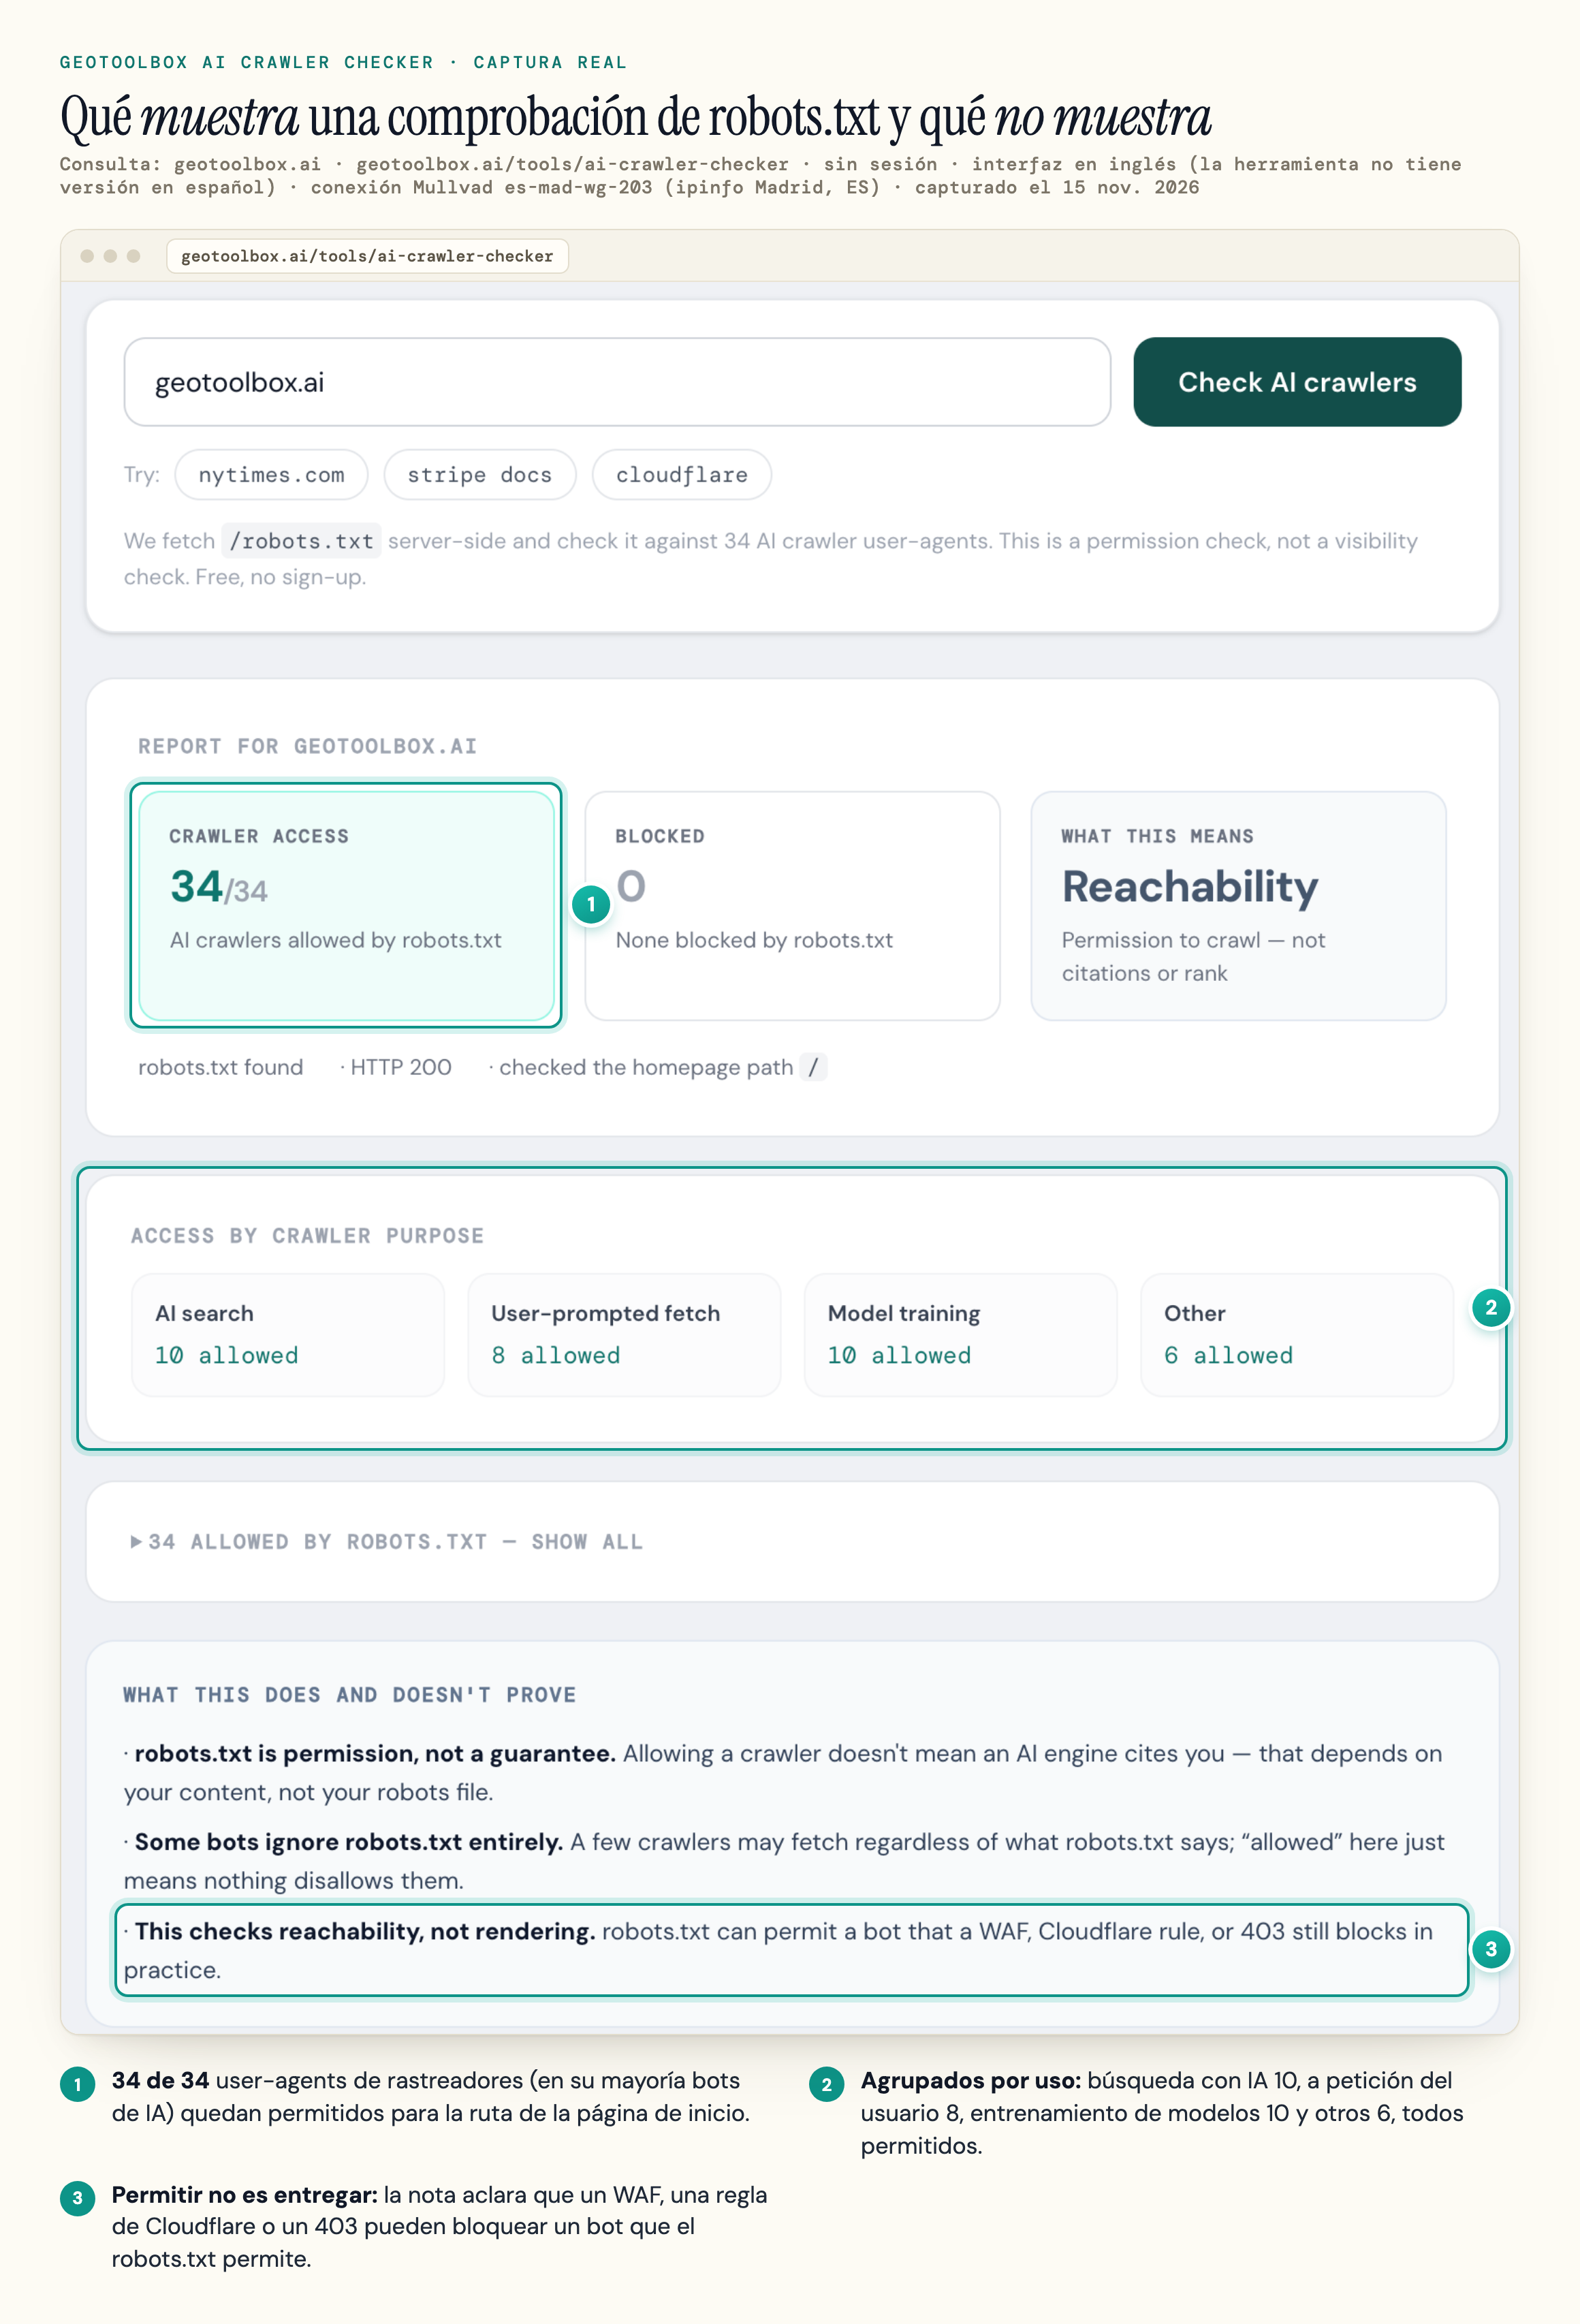 GEOTOOLBOX AI CRAWLER CHECKER · CAPTURA REAL
Qué muestra una comprobación de robots.txt y qué no muestra
Consulta: geotoolbox.ai · geotoolbox.ai/tools/ai-crawler-checker · sin sesión · interfaz en inglés (la herramienta no tiene
versión en español) · conexión Mullvad es-mad-wg-203 (ipinfo Madrid, ES) · capturado el 15 nov. 2026
geotoolbox.ai/tools/ai-crawler-checker
geotoolbox.ai
Check AI crawlers
Try: nytimes.com stripe docs cloudflare
We fetch /robots.txt server-side and check it against 34 AI crawler user-agents. This is a permission check, not a visibility
check. Free, no sign-up.
REPORT FOR GEOTOOLBOX.AI
CRAWLER ACCESS
34/34
AI crawlers allowed by robots.txt
1
BLOCKED
0
None blocked by robots.txt
WHAT THIS MEANS
Reachability
Permission to crawl — not
citations or rank
robots.txt found · HTTP 200 · checked the homepage path /
ACCESS BY CRAWLER PURPOSE
AI search
10 allowed
User-prompted fetch
8 allowed
Model training
10 allowed
Other
6 allowed
2
▶34 ALLOWED BY ROBOTS.TXT — SHOW ALL
WHAT THIS DOES AND DOESN'T PROVE
· robots.txt is permission, not a guarantee. Allowing a crawler doesn't mean an AI engine cites you — that depends on
your content, not your robots file.
· Some bots ignore robots.txt entirely. A few crawlers may fetch regardless of what robots.txt says; “allowed” here just
means nothing disallows them.
· This checks reachability, not rendering. robots.txt can permit a bot that a WAF, Cloudflare rule, or 403 still blocks in
practice.
3
1 34 de 34 user-agents de rastreadores (en su mayoría bots
de IA) quedan permitidos para la ruta de la página de inicio.
2 Agrupados por uso: búsqueda con IA 10, a petición del
usuario 8, entrenamiento de modelos 10 y otros 6, todos
permitidos.
3 Permitir no es entregar: la nota aclara que un WAF, una regla
de Cloudflare o un 403 pueden bloquear un bot que el
robots.txt permite.